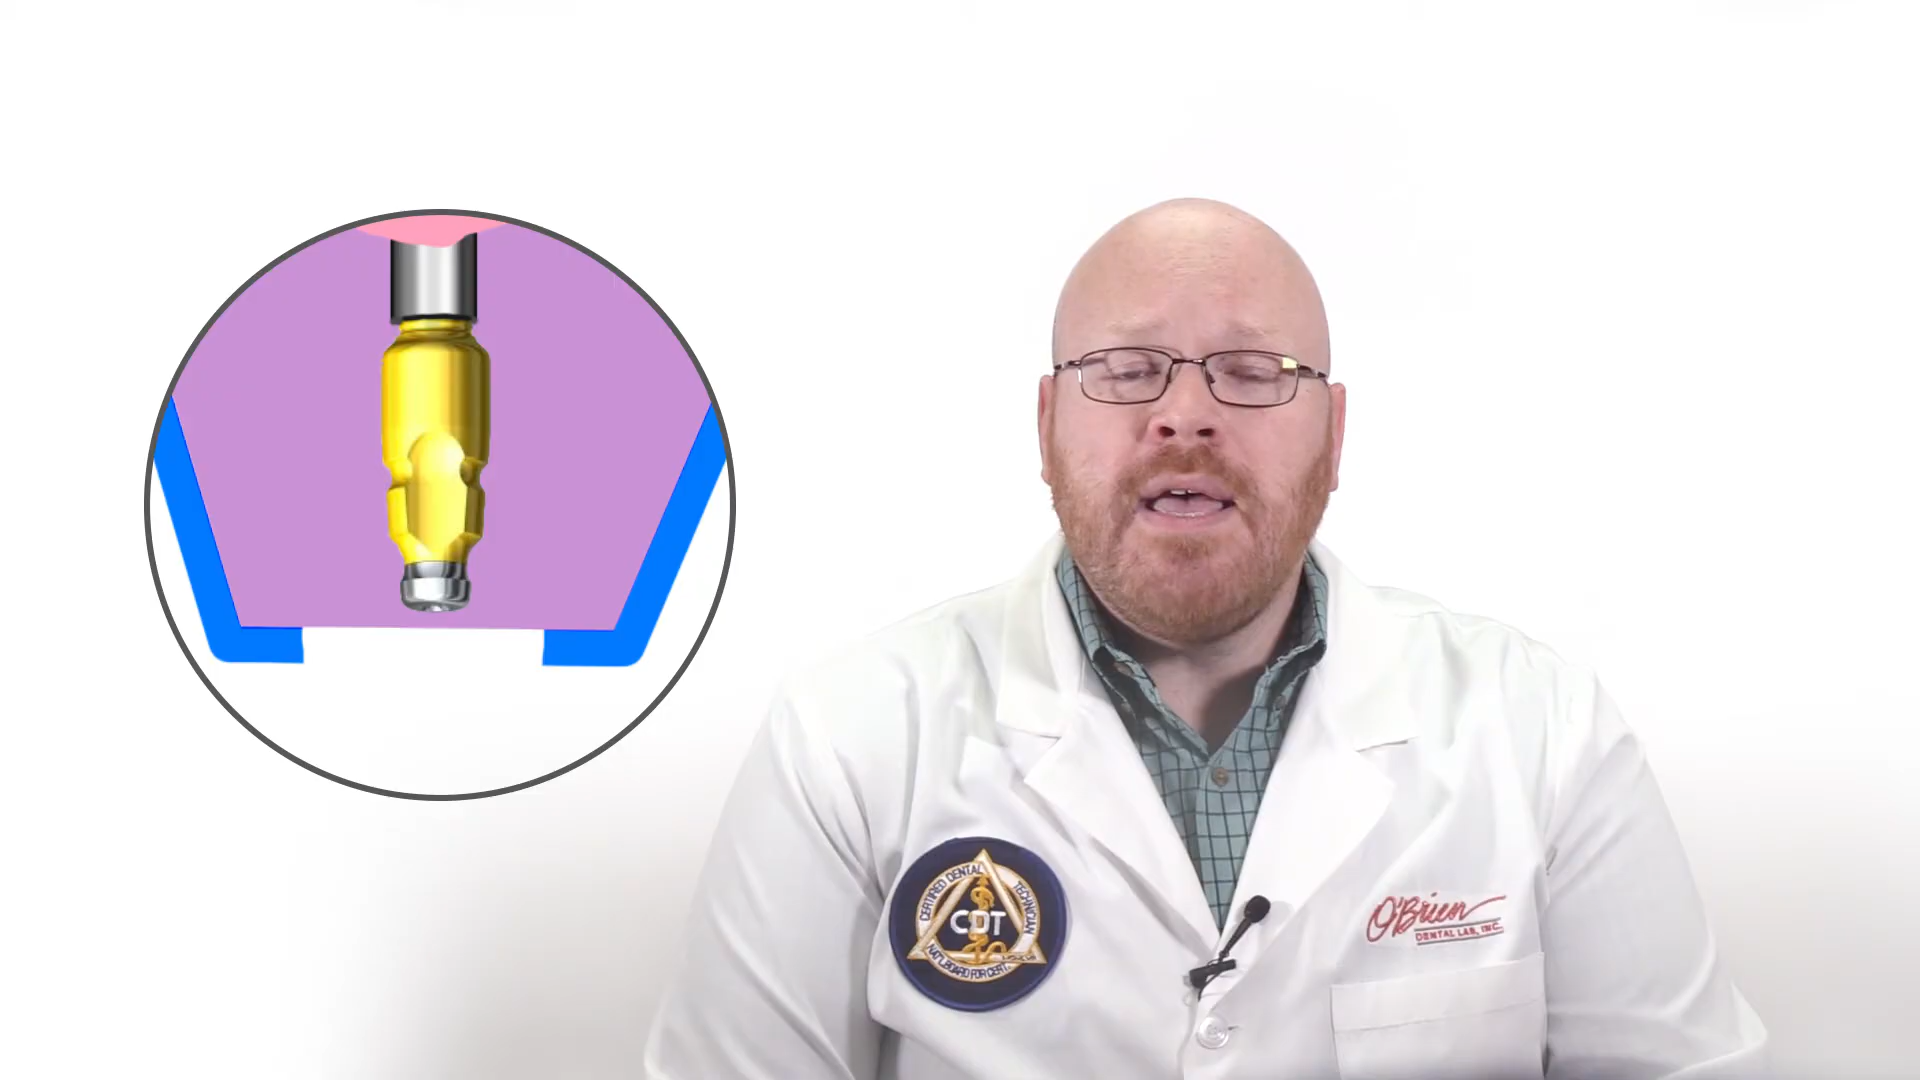 CERTIFIED DENTAL TECHNICIAN
CDT
NAT'L BOARD FOR CERT.
O'Brien
DENTAL LAB, INC.